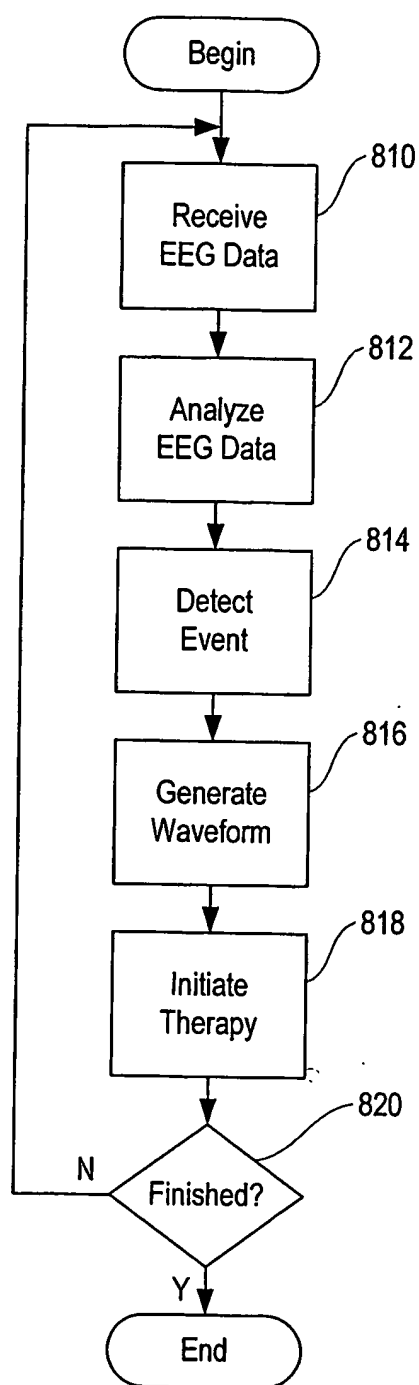 Begin
810
Receive
EEG Data
812
Analyze
EEG Data
814
Detect
Event
816
Generate
Waveform
818
Initiate
Therapy
820
N
Finished?
Y
End